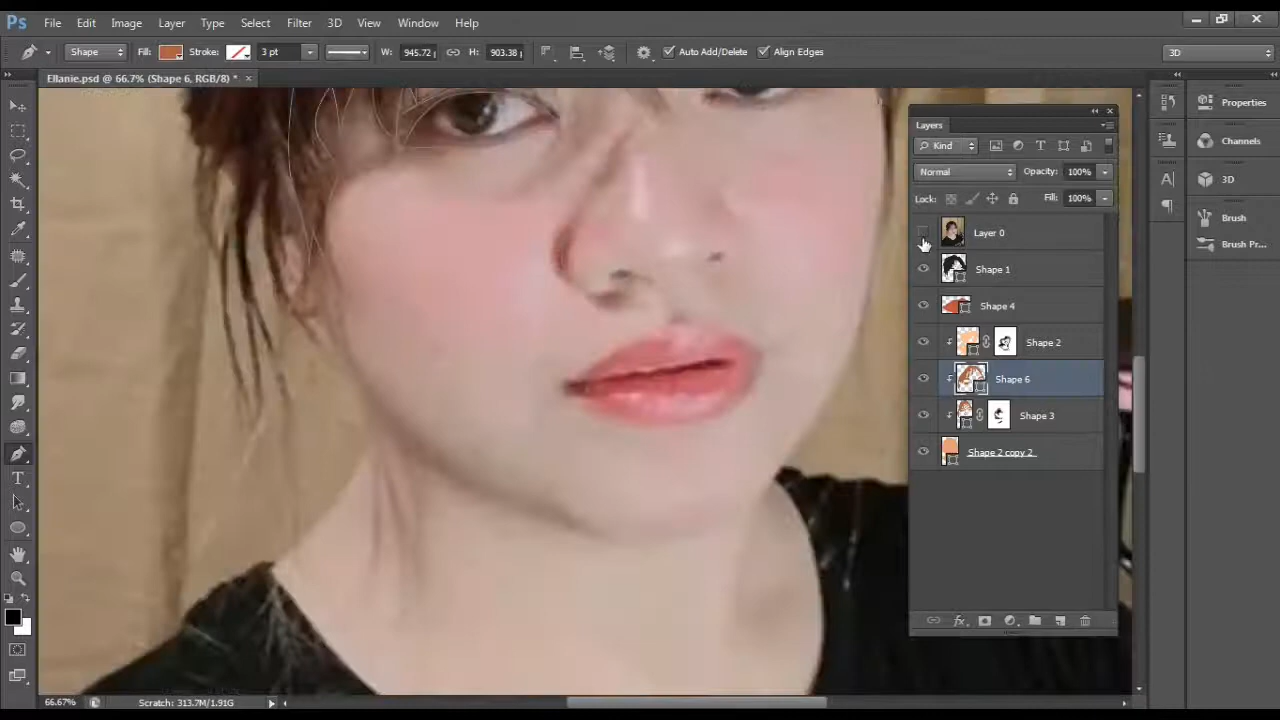 Ps File Edit Image Layer Type Select Filter 3D View Window Help
Shape Fill: Stroke: 3 pt W: 945.72 H: 903.38 Auto Add/Delete Align Edges 3D
Ellanie.psd @ 66.7% (Shape 6, RGB/8) *
Layers
Kind
Normal Opacity: 100%
Lock: Fill: 100%
Layer 0
Shape 1
Shape 4
Shape 2
Shape 6
Shape 3
Shape 2 copy 2
Properties
Channels
3D
Brush
Brush Pr...
66.67% Scratch: 313.7M/1.91G